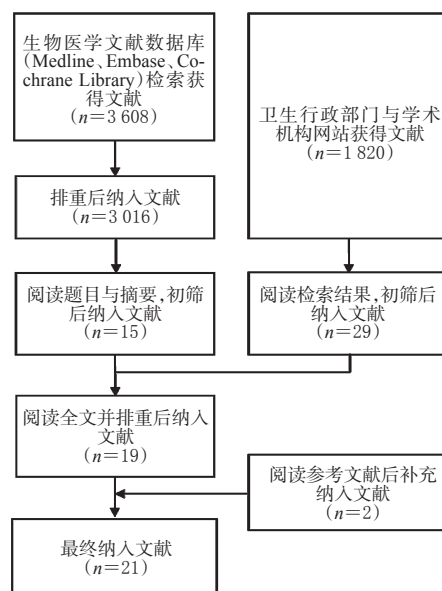 生物医学文献数据库
(Medline、Embase、Co-
chrane Library)检索获
得文献
(n=3 608)
卫生行政部门与学术
机构网站获得文献
(n=1 820)
排重后纳入文献
(n=3 016)
阅读题目与摘要,初筛
后纳入文献
(n=15)
阅读检索结果,初筛后
纳入文献
(n=29)
阅读全文并排重后纳入
文献
(n=19)
阅读参考文献后补充
纳入文献
(n=2)
最终纳入文献
(n=21)